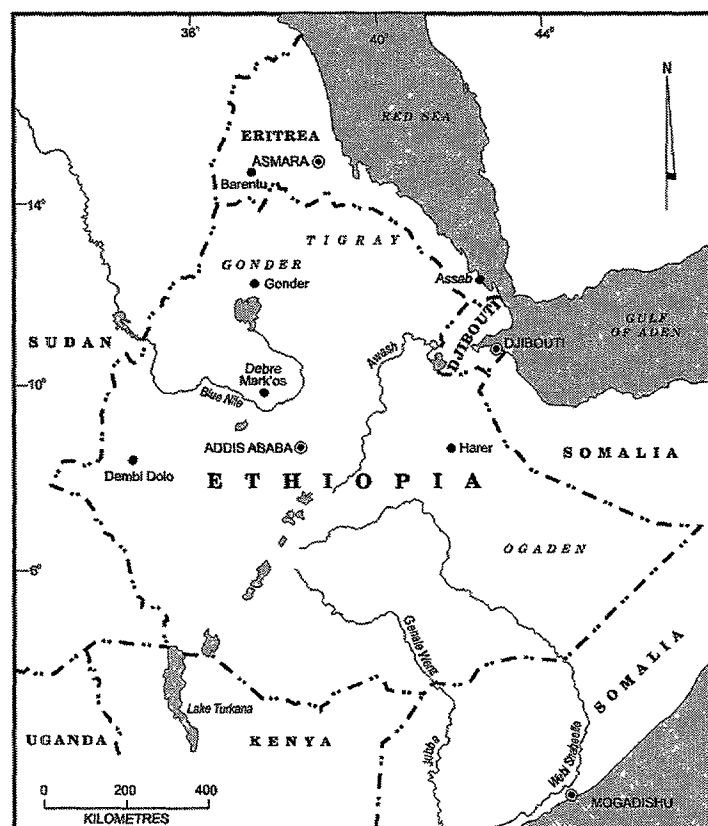 36°
40
44°
N
RED SEA
ERITREA
ASMARA
Barentu
14°
TIGRAY
GONDER
Gonder
Assab
DJIBOUTI
GULF
OF ADEN
SUDAN
DJIBOUTI
Awash
10°
Debre
Mark'os
Blue Nile
ADDIS ABABA
Harer
SOMALIA
Dembi Dolo
ETHIOPIA
OGADEN
6°
Genale Wenz
SOMALIA
Lake Turkana
UGANDA
KENYA
Jubba
Webi Shabeelle
MOGADISHU
0 200 400
KILOMETRES